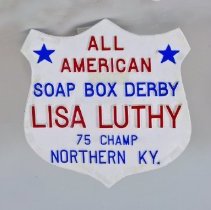 ALL
AMERICAN
SOAP BOX DERBY
LISA LUTHY
75 CHAMP
NORTHERN KY.